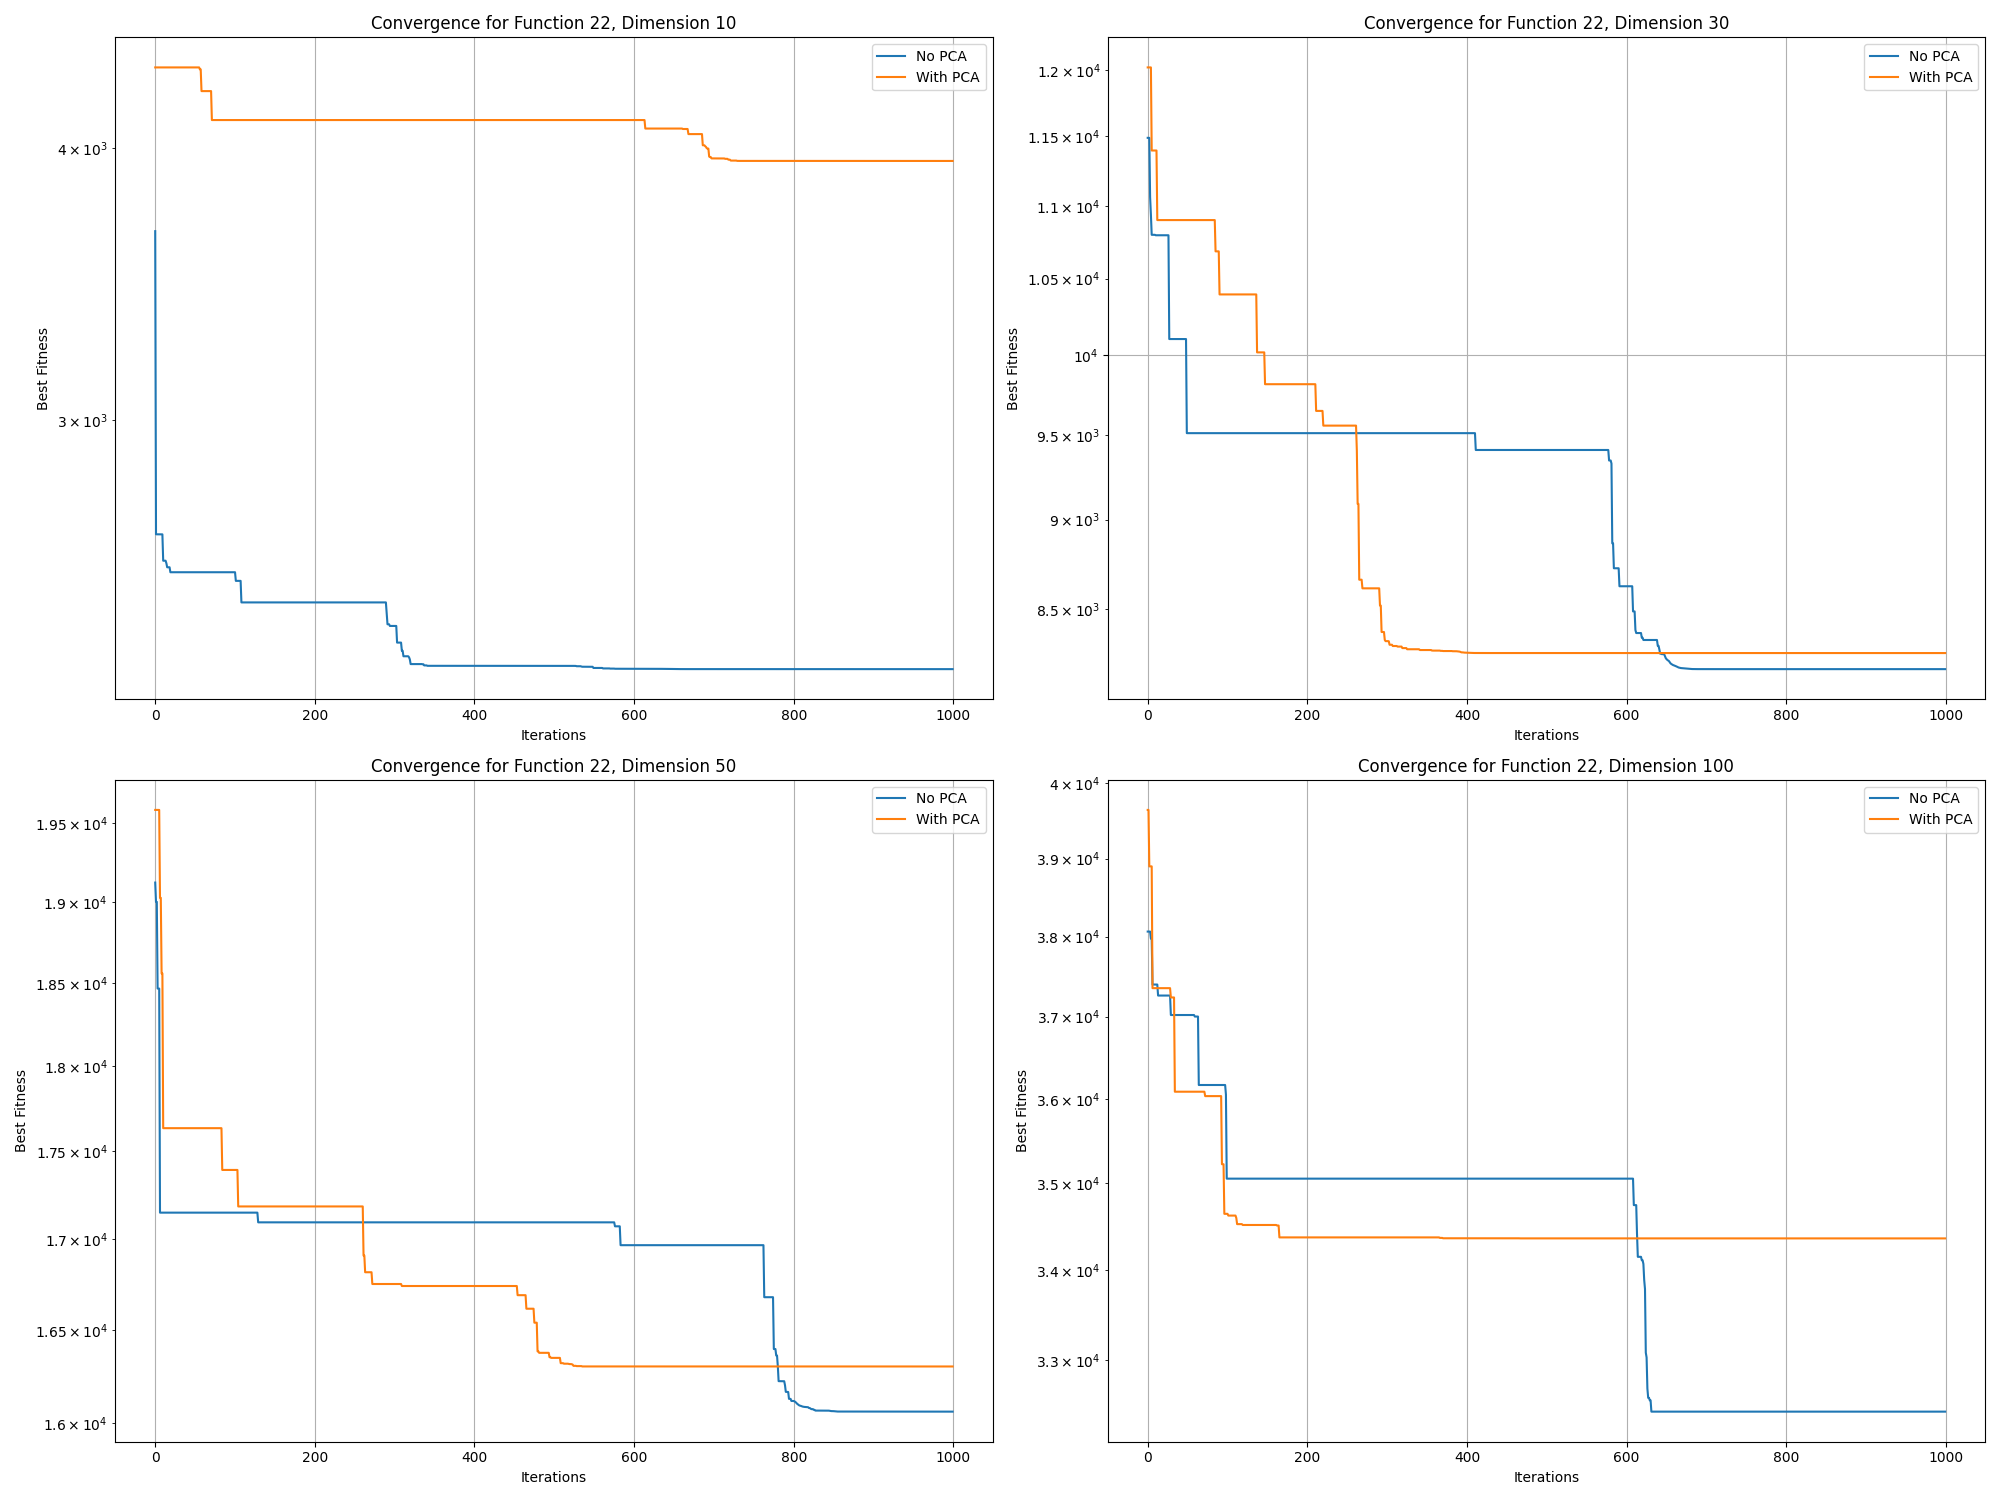 Convergence for Function 22, Dimension 10
No PCA
With PCA
4 × 10³
3 × 10³
Best Fitness
0 200 400 600 800 1000
Iterations
Convergence for Function 22, Dimension 30
No PCA
With PCA
1.2 × 10⁴
1.15 × 10⁴
1.1 × 10⁴
1.05 × 10⁴
10⁴
9.5 × 10³
9 × 10³
8.5 × 10³
Best Fitness
0 200 400 600 800 1000
Iterations
Convergence for Function 22, Dimension 50
No PCA
With PCA
1.95 × 10⁴
1.9 × 10⁴
1.85 × 10⁴
1.8 × 10⁴
1.75 × 10⁴
1.7 × 10⁴
1.65 × 10⁴
1.6 × 10⁴
Best Fitness
0 200 400 600 800 1000
Iterations
Convergence for Function 22, Dimension 100
No PCA
With PCA
4 × 10⁴
3.9 × 10⁴
3.8 × 10⁴
3.7 × 10⁴
3.6 × 10⁴
3.5 × 10⁴
3.4 × 10⁴
3.3 × 10⁴
Best Fitness
0 200 400 600 800 1000
Iterations